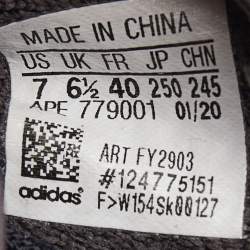 MADE IN CHINA
US UK FR JP CHN
7 6½ 40 250 245
APE 779001 01/20
ART FY2903
#124775151
adidas® F>W154Sk00127